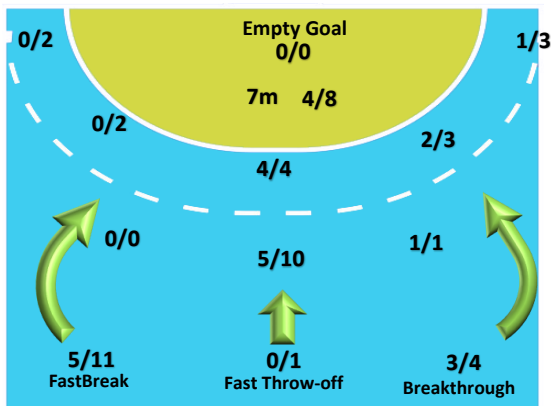 Empty Goal
0/2 0/0 1/3
7m 4/8
0/2 2/3
4/4
0/0 5/10 1/1
5/11 0/1 3/4
FastBreak Fast Throw-off Breakthrough